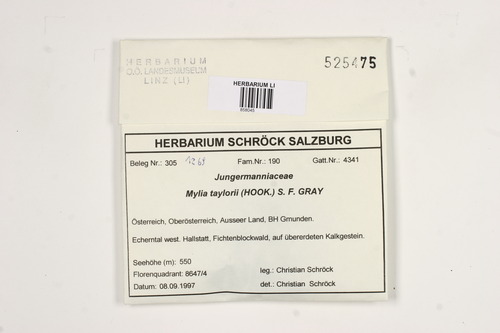 HERBARIUM
O.Ö. LANDESMUSEUM
LINZ (LI)
525475
HERBARIUM LI
HERBARIUM SCHRÖCK SALZBURG
Beleg Nr.: 305 Fam.Nr.: 190 Gatt.Nr.: 4341
Jungermanniaceae
Mylia taylorii (HOOK.) S. F. GRAY
Österreich, Oberösterreich, Ausseer Land, BH Gmunden.
Echerntal west. Hallstatt, Fichtenblockwald, auf übererdeten Kalkgestein.
Seehöhe (m): 550
Florenquadrant: 8647/4 leg.: Christian Schröck
Datum: 08.09.1997 det.: Christian Schröck